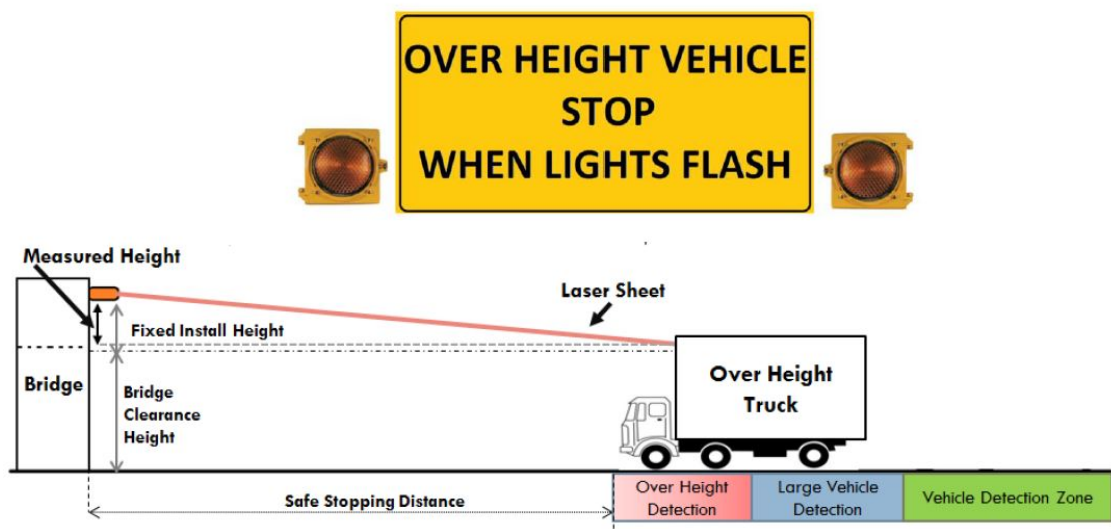 OVER HEIGHT VEHICLE
STOP
WHEN LIGHTS FLASH
Measured Height
Laser Sheet
Fixed Install Height
Bridge
Bridge
Clearance
Height
Over Height
Truck
Safe Stopping Distance
Over Height
Detection
Large Vehicle
Detection
Vehicle Detection Zone